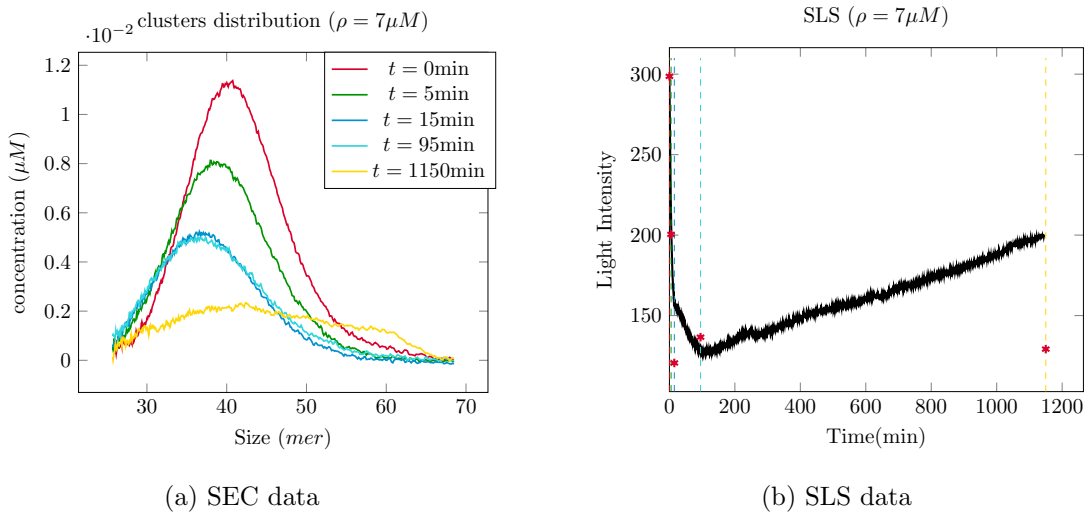 clusters distribution (ρ = 7μM)
·10⁻²
1.2
1
0.8
0.6
0.4
0.2
0
concentration (μM)
30
40
50
60
70
Size (mer)
t = 0min
t = 5min
t = 15min
t = 95min
t = 1150min
(a) SEC data
SLS (ρ = 7μM)
300
250
200
150
Light Intensity
0
200
400
600
800
1000
1200
Time(min)
(b) SLS data